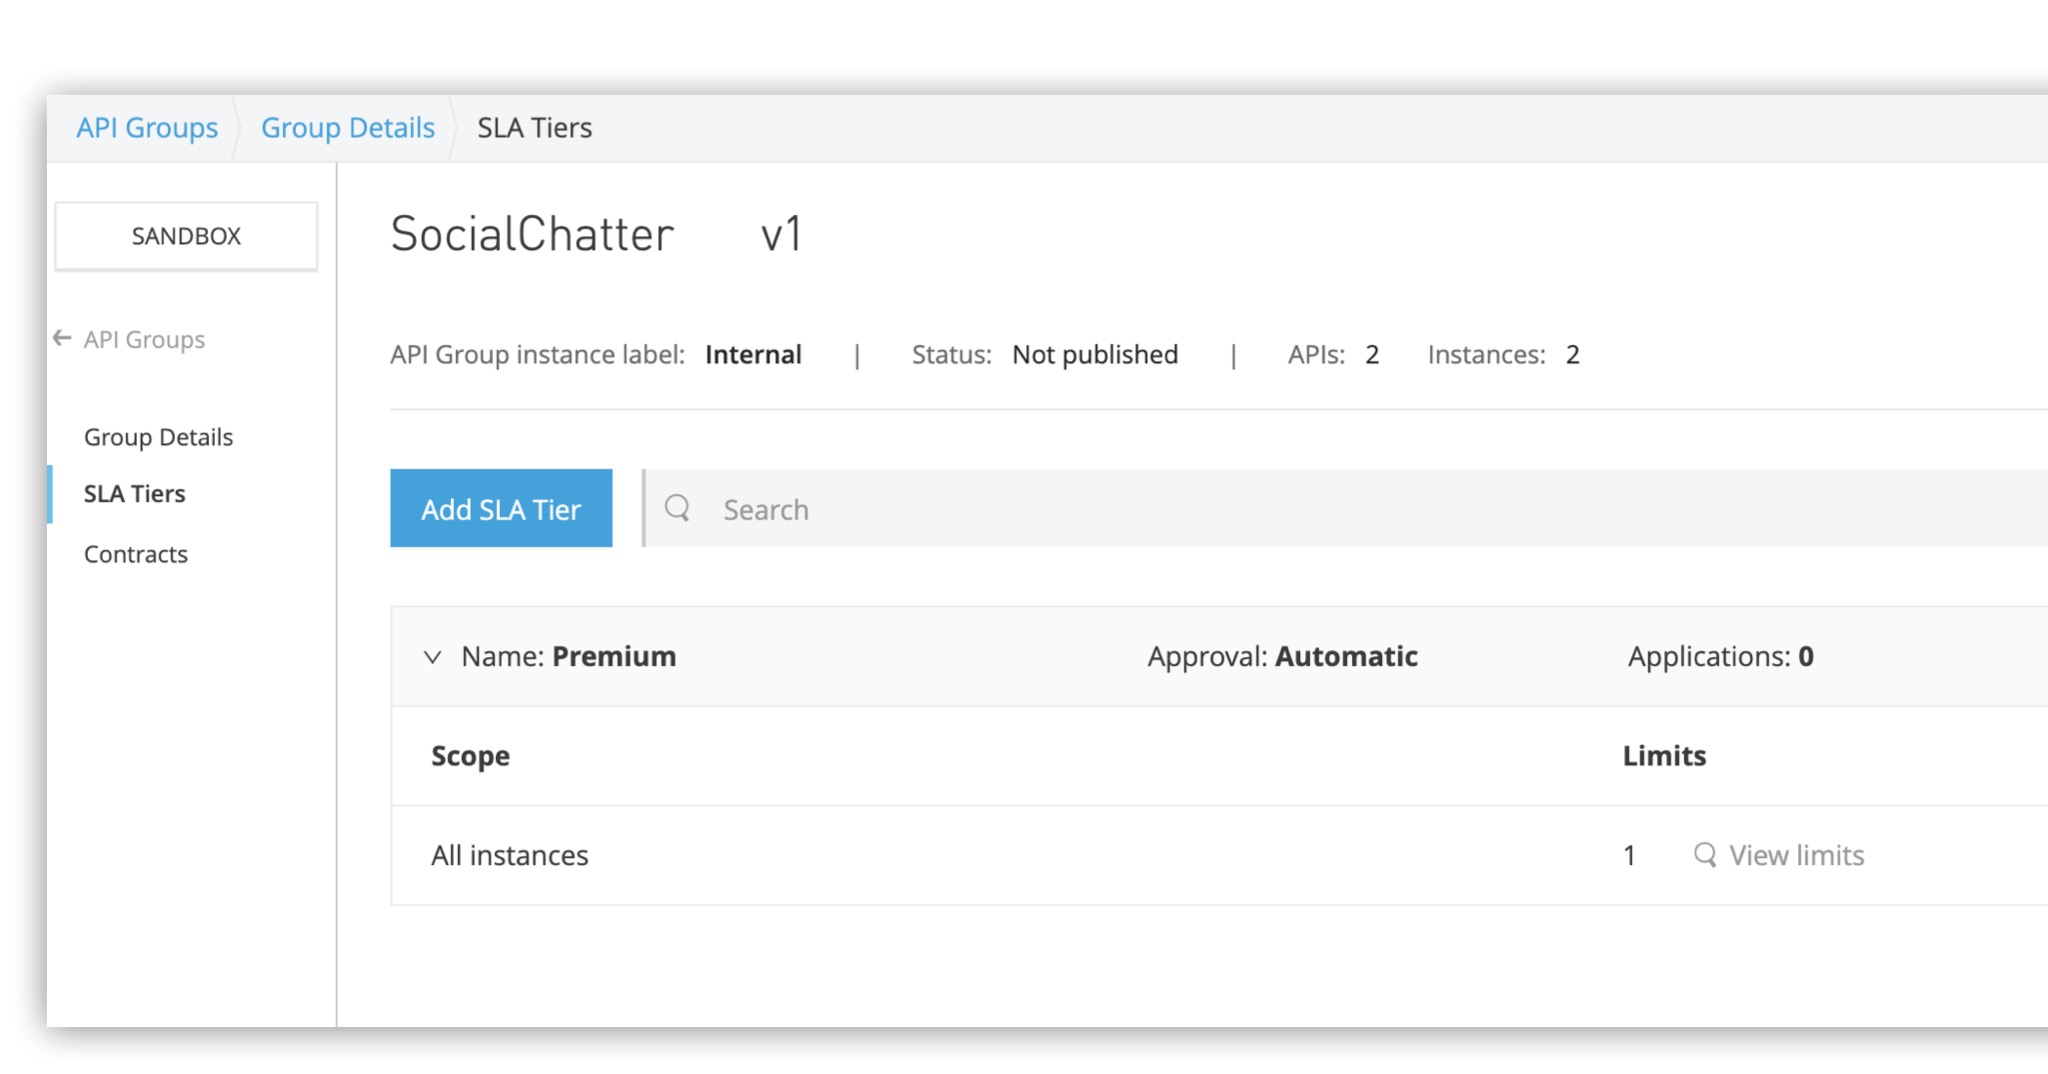 API Groups Group Details SLA Tiers
SANDBOX
API Groups
Group Details
SLA Tiers
Contracts
SocialChatter v1
API Group instance label: Internal | Status: Not published | APIs: 2 Instances: 2
Add SLA Tier Search
Name: Premium Approval: Automatic Applications: 0
Scope Limits
All instances 1 View limits